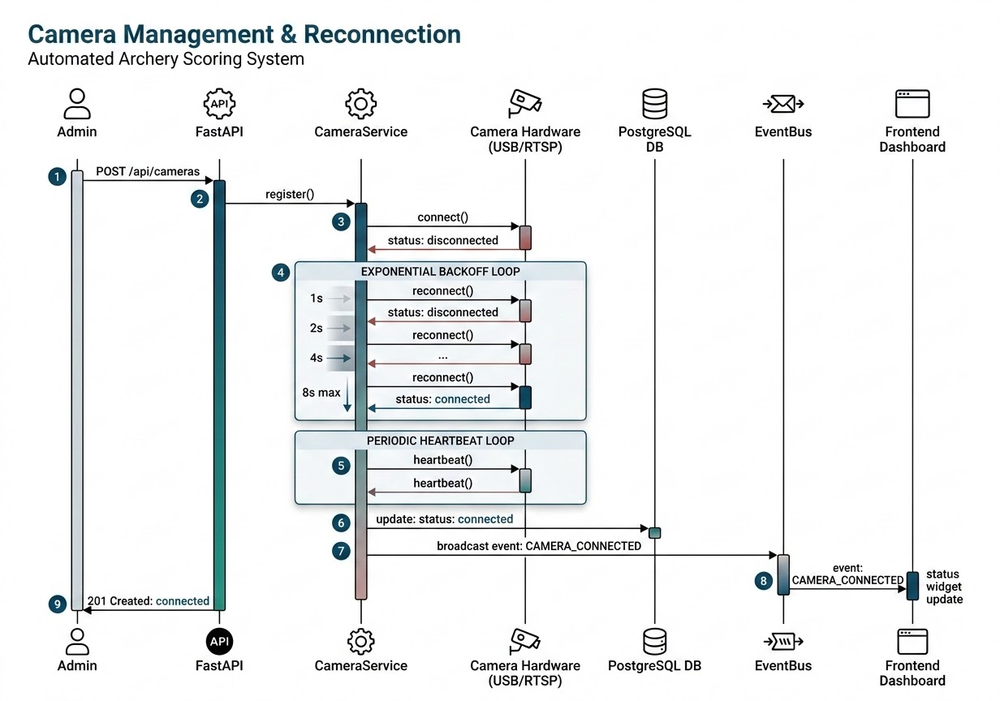 Camera Management & Reconnection
Automated Archery Scoring System
Admin
API
FastAPI
CameraService
Camera Hardware
(USB/RTSP)
PostgreSQL
DB
EventBus
Frontend
Dashboard
1
POST /api/cameras
2
register()
3
connect()
status: disconnected
4
EXPONENTIAL BACKOFF LOOP
reconnect()
1s
status: disconnected
2s
reconnect()
4s
...
reconnect()
8s max
status: connected
PERIODIC HEARTBEAT LOOP
5
heartbeat()
heartbeat()
6
update: status: connected
7
broadcast event: CAMERA_CONNECTED
8
event:
CAMERA_CONNECTED
status
widget
update
9
201 Created: connected
Admin
API
FastAPI
CameraService
Camera Hardware
(USB/RTSP)
PostgreSQL DB
EventBus
Frontend
Dashboard